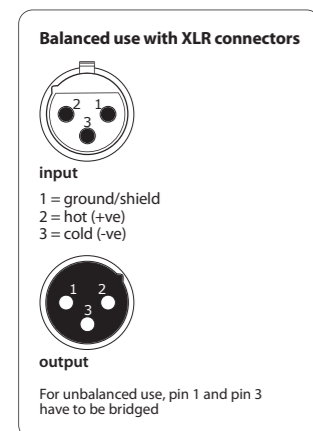 Balanced use with XLR connectors
2 1
3
input
1 = ground/shield
2 = hot (+ve)
3 = cold (-ve)
1 2
3
output
For unbalanced use, pin 1 and pin 3
have to be bridged